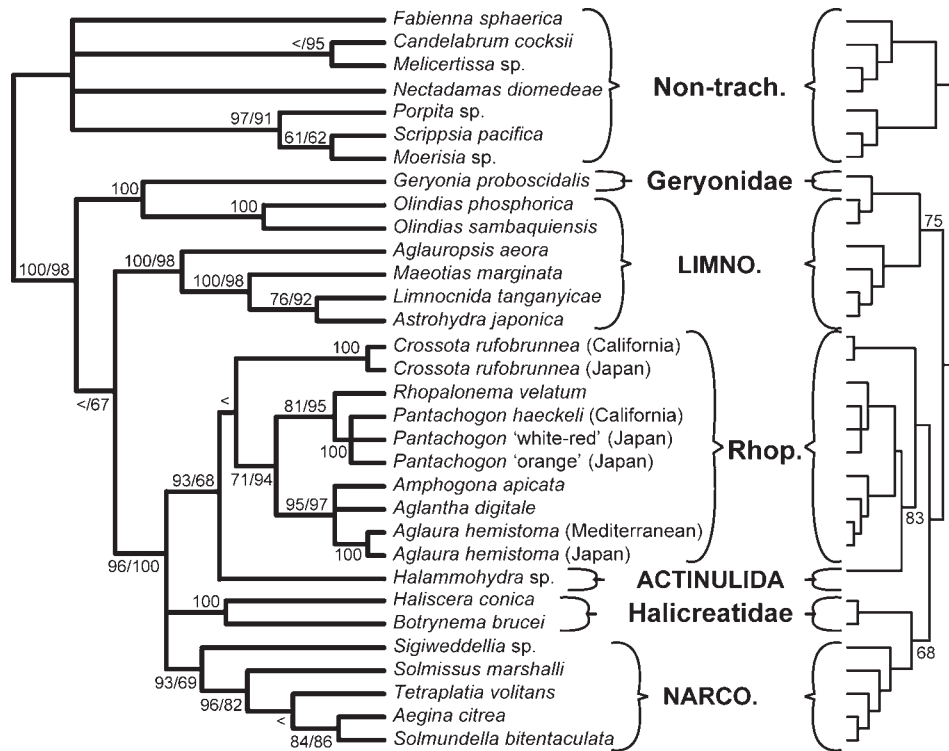 Fabienna sphaerica
</95
Candelabrum cocksii
Melicertissa sp.
Non-trach.
Nectadamas diomedeae
97/91
Porpita sp.
61/62
Scrippsia pacifica
Moerisia sp.
100
Geryonia proboscidalis
Geryonidae
100
Olindias phosphorica
Olindias sambaquiensis
75
100/98
100/98
Aglauropsis aeora
LIMNO.
100/98
Maeotias marginata
76/92
Limnocnida tanganyicae
Astrohydra japonica
100
Crossota rufobrunnea (California)
Crossota rufobrunnea (Japan)
</67
<
81/95
Rhopalonema velatum
Pantachogon haeckeli (California)
Pantachogon ‘white-red’ (Japan)
Rhop.
100
Pantachogon ‘orange’ (Japan)
71/94
93/68
95/97
Amphogona apicata
Aglantha digitale
83
Aglaura hemistoma (Mediterranean)
100
Aglaura hemistoma (Japan)
96/100
Halammohydra sp.
ACTINULIDA
100
Haliscera conica
Halicreatidae
Botrynema brucei
68
Sigiweddellia sp.
93/69
Solmissus marshalli
96/82
Tetraplatia volitans
NARCO.
<
Aegina citrea
84/86
Solmundella bitentaculata